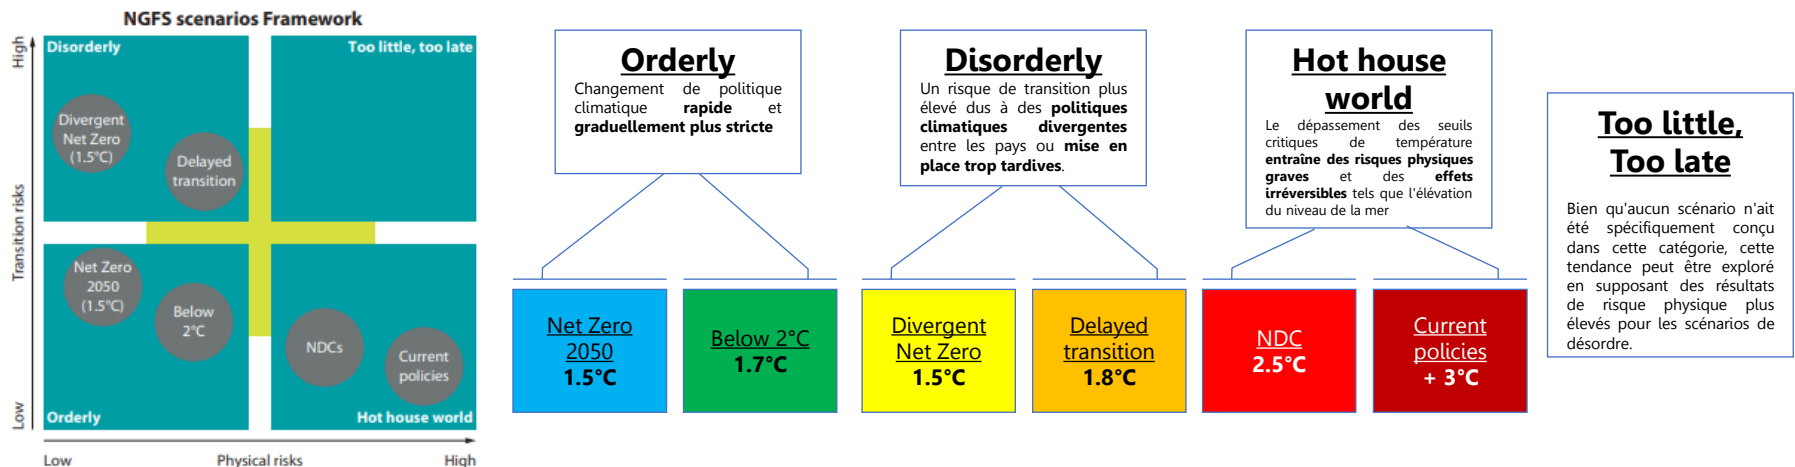 NGFS scenarios Framework
High
Transition risks
Low
Disorderly
Too little, too late
Divergent
Net Zero
(1.5°C)
Delayed
transition
Net Zero
2050
(1.5°C)
Below
2°C
NDCs
Current
policies
Orderly
Hot house world
Low
Physical risks
High
Orderly
Changement de politique
climatique rapide et
graduellement plus stricte
Disorderly
Un risque de transition plus
élevé dus à des politiques
climatiques divergentes
entre les pays ou mise en
place trop tardives.
Hot house
world
Le dépassement des seuils
critiques de température
entraîne des risques physiques
graves et des effets
irréversibles tels que l'élévation
du niveau de la mer
Too little,
Too late
Bien qu'aucun scénario n'ait
été spécifiquement conçu
dans cette catégorie, cette
tendance peut être exploré
en supposant des résultats
de risque physique plus
élevés pour les scénarios de
désordre.
Net Zero
2050
1.5°C
Below 2°C
1.7°C
Divergent
Net Zero
1.5°C
Delayed
transition
1.8°C
NDC
2.5°C
Current
policies
+ 3°C